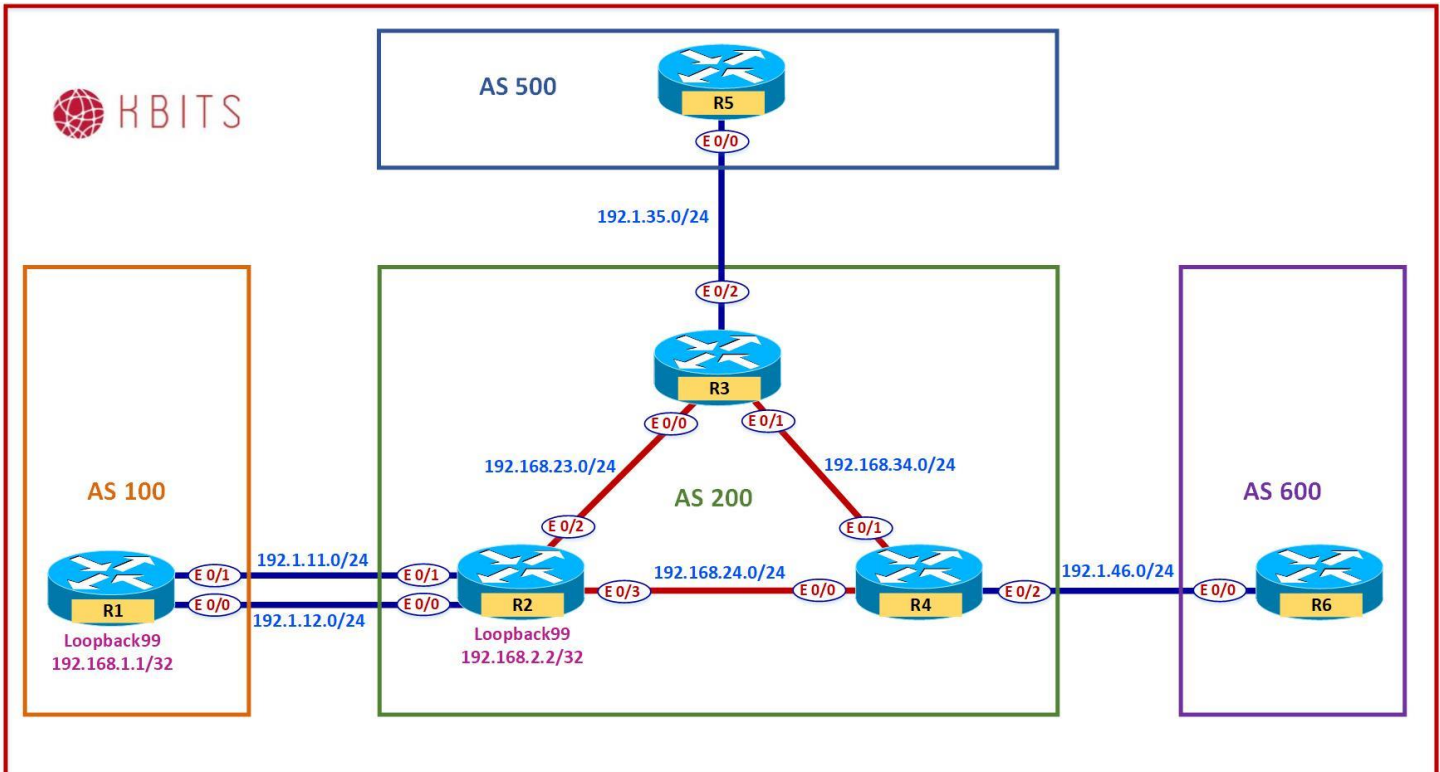 AS 500
R5
KBITS
E 0/0
192.1.35.0/24
E 0/2
R3
E 0/0
E 0/1
192.168.23.0/24
192.168.34.0/24
AS 100
AS 200
AS 600
E 0/2
E 0/1
192.1.11.0/24
192.168.24.0/24
192.1.46.0/24
E 0/1
E 0/1
E 0/3
E 0/0
E 0/2
E 0/0
R1
E 0/0
E 0/0
R2
R4
R6
192.1.12.0/24
Loopback99
192.168.1.1/32
Loopback99
192.168.2.2/32